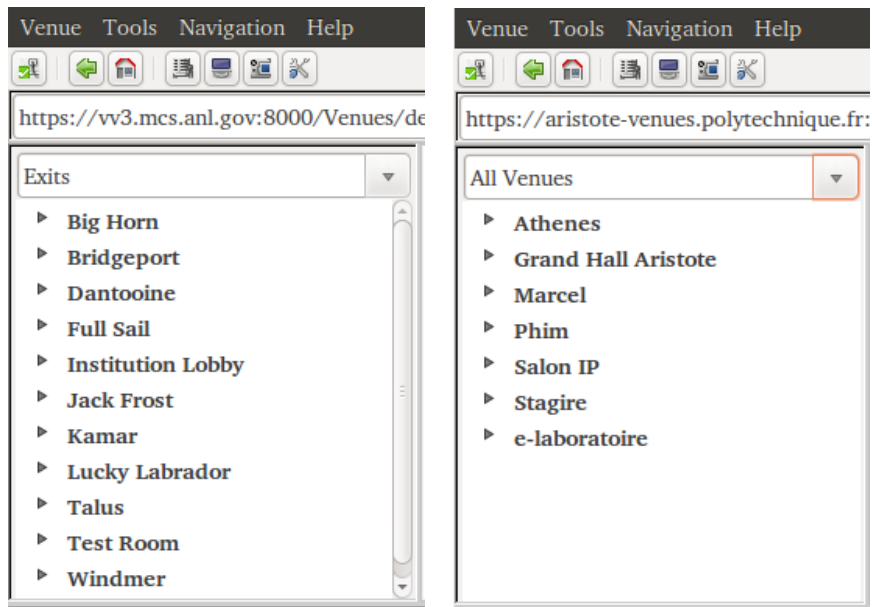 Venue Tools Navigation Help
https://vv3.mcs.anl.gov:8000/Venues/de
Exits
Big Horn
Bridgeport
Dantooine
Full Sail
Institution Lobby
Jack Frost
Kamar
Lucky Labrador
Talus
Test Room
Windmer
Venue Tools Navigation Help
https://aristote-venues.polytechnique.fr:
All Venues
Athenes
Grand Hall Aristote
Marcel
Phim
Salon IP
Stagire
e-laboratoire